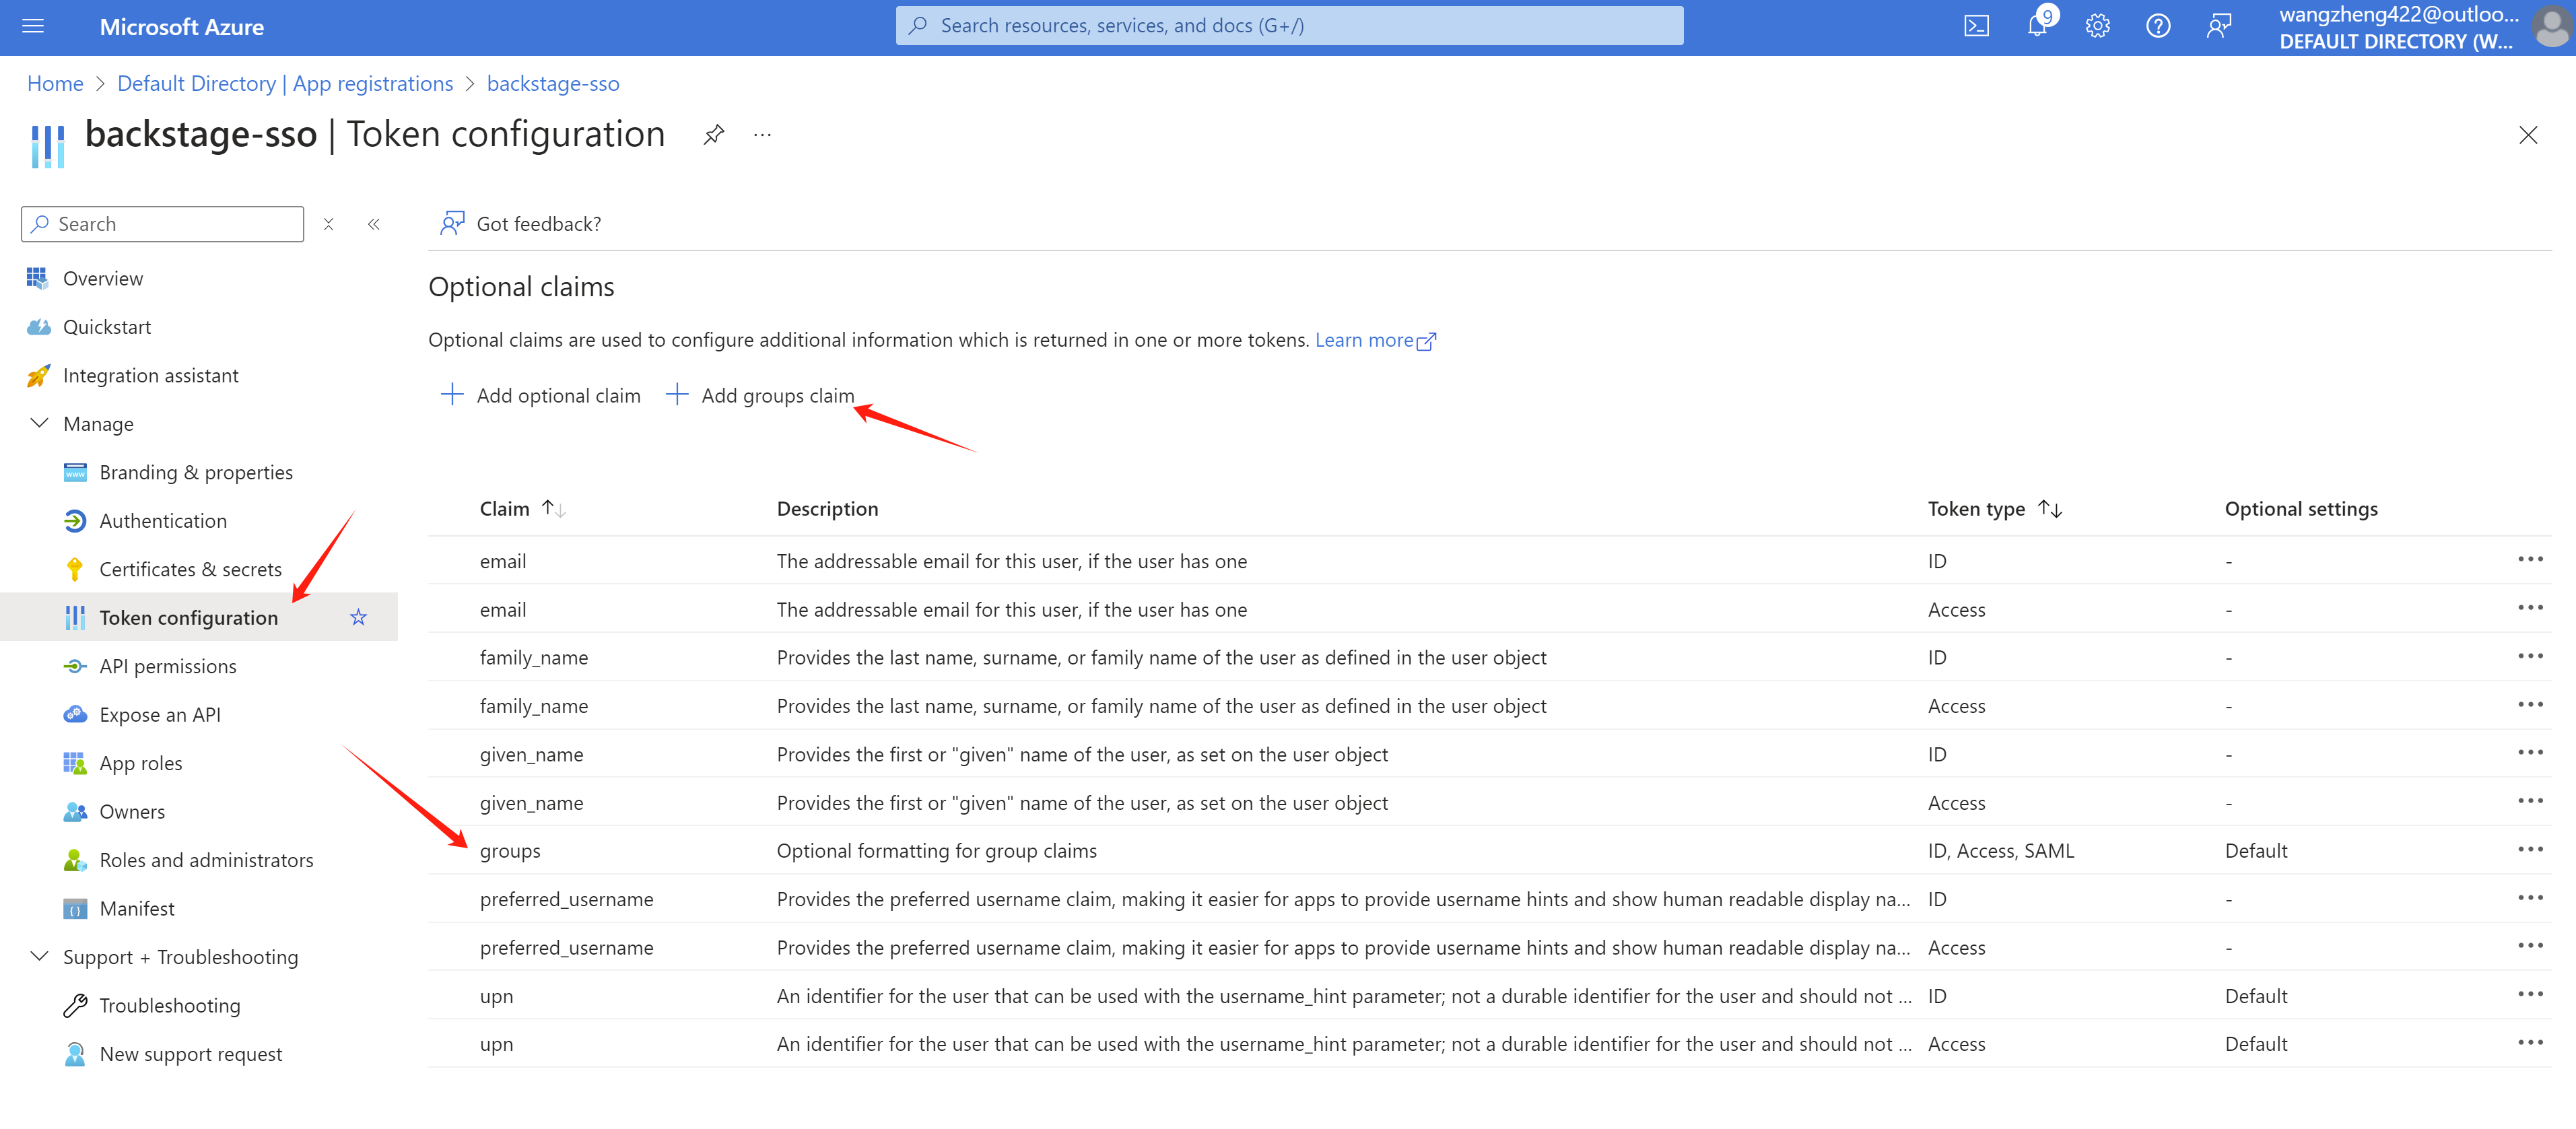 Microsoft Azure
Search resources, services, and docs (G+/)
9
wangzheng422@outloo...
DEFAULT DIRECTORY (W...
Home > Default Directory | App registrations > backstage-sso
backstage-sso | Token configuration
Search
Got feedback?
Overview
Quickstart
Integration assistant
Manage
Branding & properties
Authentication
Certificates & secrets
Token configuration
API permissions
Expose an API
App roles
Owners
Roles and administrators
Manifest
Support + Troubleshooting
Troubleshooting
New support request
Optional claims
Optional claims are used to configure additional information which is returned in one or more tokens. Learn more
Add optional claim Add groups claim
Claim Description Token type Optional settings
email The addressable email for this user, if the user has one ID -
email The addressable email for this user, if the user has one Access -
family_name Provides the last name, surname, or family name of the user as defined in the user object ID -
family_name Provides the last name, surname, or family name of the user as defined in the user object Access -
given_name Provides the first or "given" name of the user, as set on the user object ID -
given_name Provides the first or "given" name of the user, as set on the user object Access -
groups Optional formatting for group claims ID, Access, SAML Default
preferred_username Provides the preferred username claim, making it easier for apps to provide username hints and show human readable display na... ID -
preferred_username Provides the preferred username claim, making it easier for apps to provide username hints and show human readable display na... Access -
upn An identifier for the user that can be used with the username_hint parameter; not a durable identifier for the user and should not ... ID Default
upn An identifier for the user that can be used with the username_hint parameter; not a durable identifier for the user and should not ... Access Default